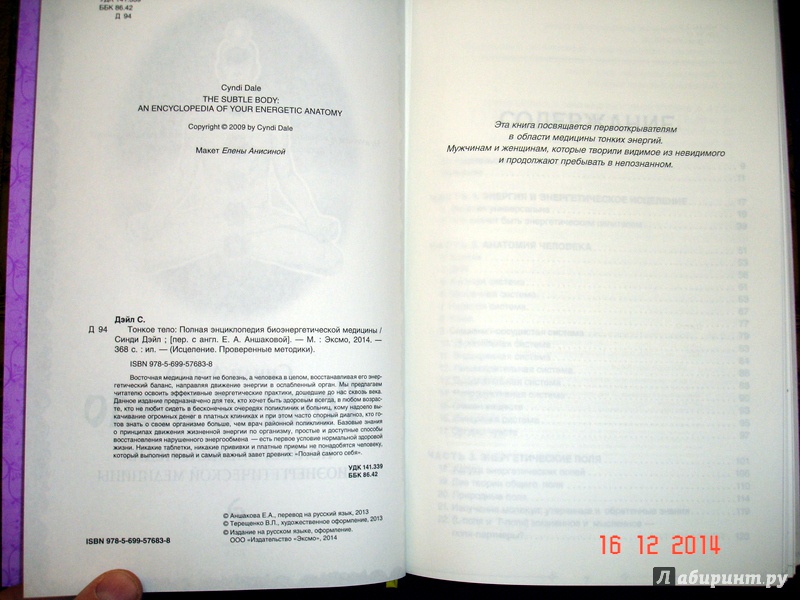 УДК 141.339
ББК 86.42
Д 94
Cyndi Dale
THE SUBTLE BODY:
AN ENCYCLOPEDIA OF YOUR ENERGETIC ANATOMY
Copyright © 2009 by Cyndi Dale
Макет Елены Анисиной
Дэйл С.
Д 94 Тонкое тело: Полная энциклопедия биоэнергетической медицины /
Синди Дэйл ; [пер. с англ. Е. А. Аншаковой]. — М. : Эксмо, 2014. —
368 с. : ил. — (Исцеление. Проверенные методики).
ISBN 978-5-699-57683-8
Восточная медицина лечит не болезнь, а человека в целом, восстанавливая его энер-
гетический баланс, направляя движение энергии в ослабленный орган. Мы предлагаем
читателю освоить эффективные энергетические практики, дошедшие до нас сквозь века.
Данное издание предназначено для тех, кто хочет быть здоровым всегда, в любом возрас-
те, кто не любит сидеть в бесконечных очередях поликлиник и больниц, кому надоело вы-
качивание огромных денег в платных клиниках и при этом часто спорный диагноз, кто го-
тов знать о своем организме больше, чем врач районной поликлиники. Базовые знания
о принципах движения жизненной энергии по организму, простые и доступные способы
восстановления нарушенного энергообмена — есть первое условие нормальной здоровой
жизни. Никакие таблетки, никакие прививки и платные приемы не понадобятся человеку,
который выполнил первый и самый важный завет древних: «Познай самого себя».
УДК 141.339
ББК 86.42
© Аншакова Е.А., перевод на русский язык, 2013
© Терещенко В.П., художественное оформление, 2013
© Издание на русском языке, оформление.
ISBN 978-5-699-57683-8 ООО «Издательство «Эксмо», 2014
Эта книга посвящается первооткрывателям
в области медицины тонких энергий.
Мужчинам и женщинам, которые творили видимое из невидимого
и продолжают пребывать в непознанном.
16 12 2014
Лабиринт.ру